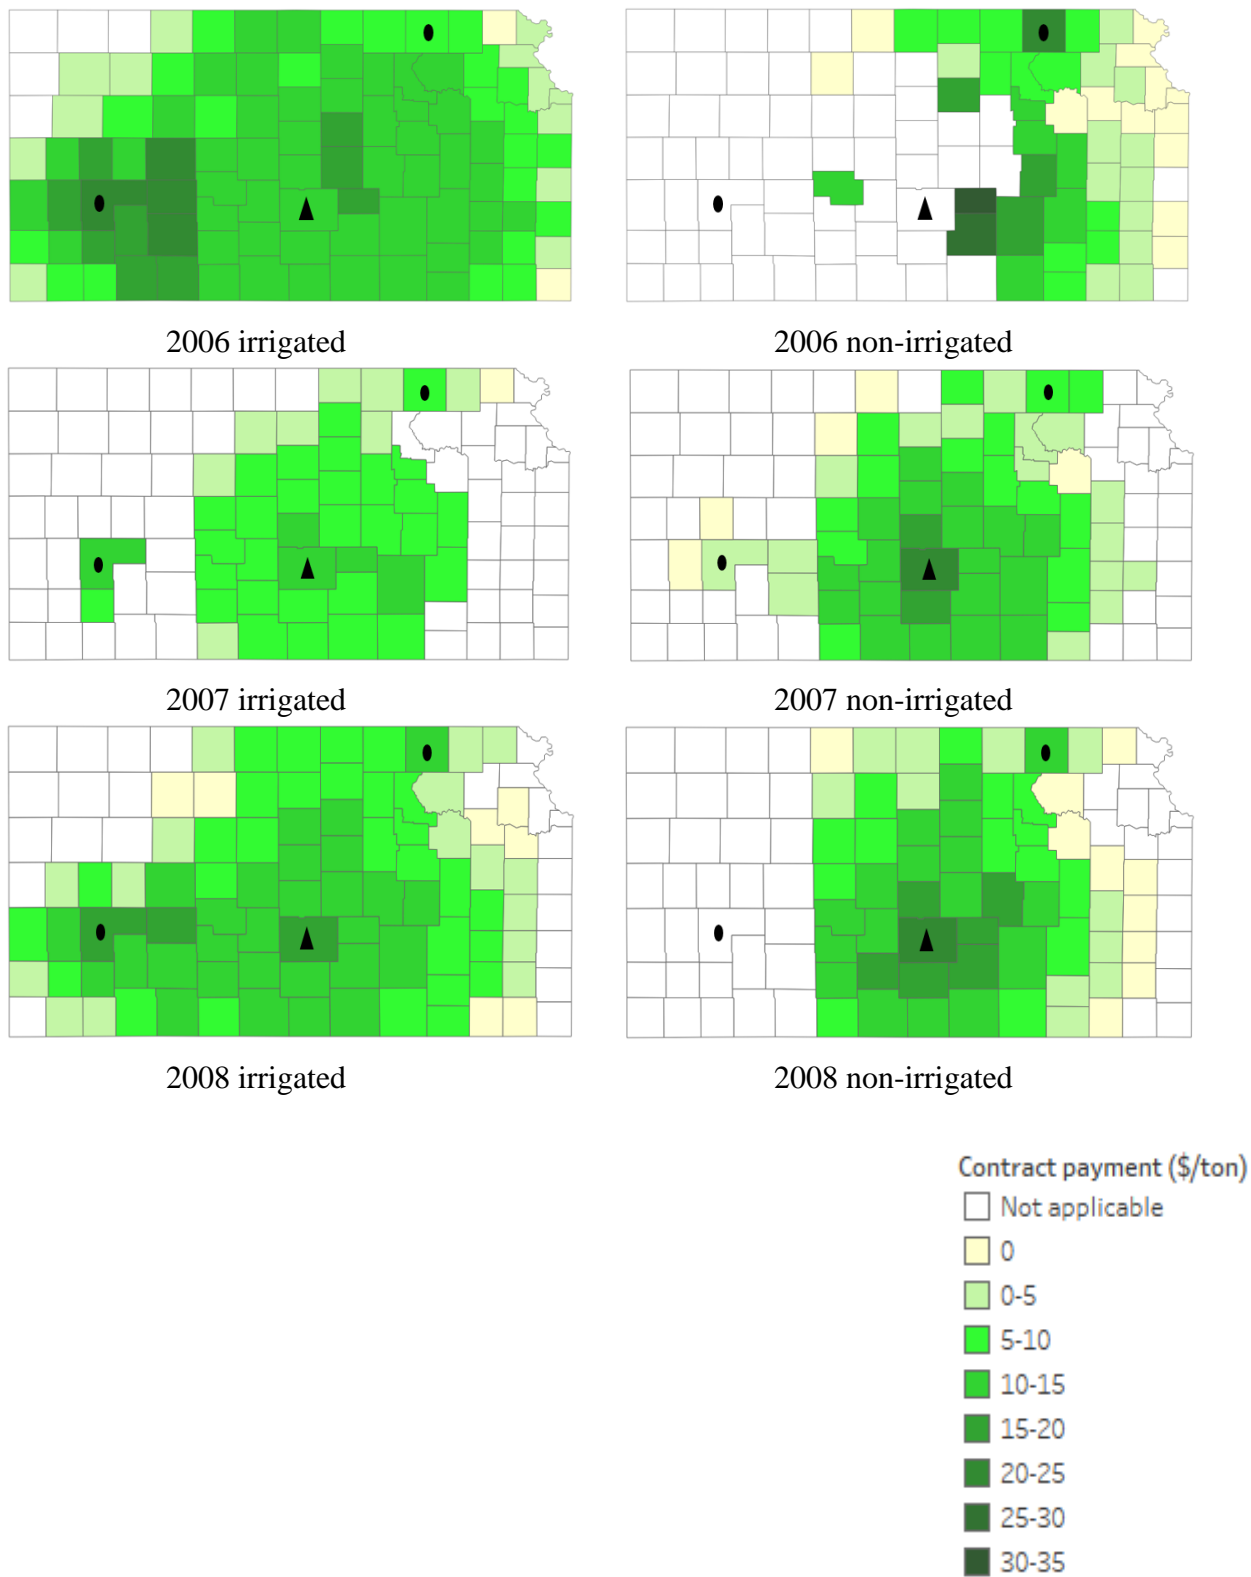 2006 irrigated
2006 non-irrigated
2007 irrigated
2007 non-irrigated
2008 irrigated
2008 non-irrigated
Contract payment ($/ton)
Not applicable
0
0-5
5-10
10-15
15-20
20-25
25-30
30-35